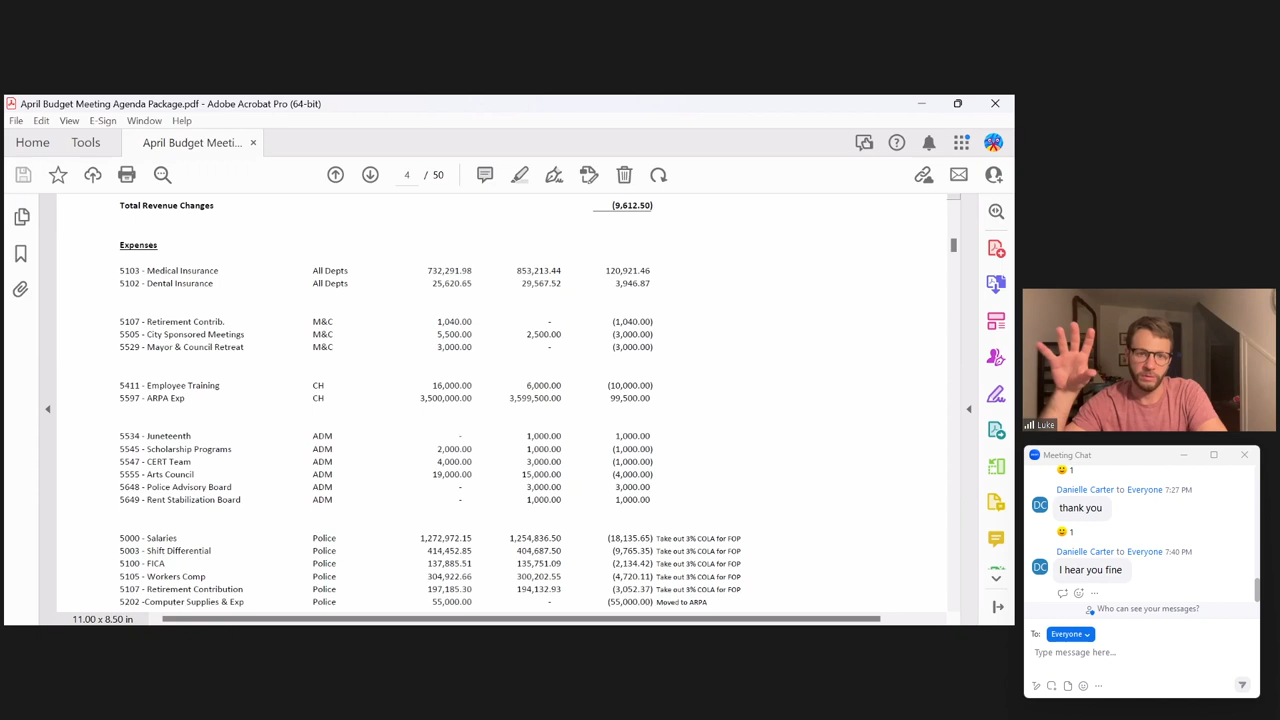 April Budget Meeting Agenda Package.pdf - Adobe Acrobat Pro (64-bit)
File Edit View E-Sign Window Help
Home Tools April Budget Meeti... ×
4 / 50
Total Revenue Changes (9,612.50)
Expenses
5103 - Medical Insurance All Depts 732,291.98 853,213.44 120,921.46
5102 - Dental Insurance All Depts 25,620.65 29,567.52 3,946.87
5107 - Retirement Contrib. M&C 1,040.00 - (1,040.00)
5505 - City Sponsored Meetings M&C 5,500.00 2,500.00 (3,000.00)
5529 - Mayor & Council Retreat M&C 3,000.00 - (3,000.00)
5411 - Employee Training CH 16,000.00 6,000.00 (10,000.00)
5597 - ARPA Exp CH 3,500,000.00 3,599,500.00 99,500.00
5534 - Juneteenth ADM - 1,000.00 1,000.00
5545 - Scholarship Programs ADM 2,000.00 1,000.00 (1,000.00)
5547 - CERT Team ADM 4,000.00 3,000.00 (1,000.00)
5555 - Arts Council ADM 19,000.00 15,000.00 (4,000.00)
5648 - Police Advisory Board ADM - 3,000.00 3,000.00
5649 - Rent Stabilization Board ADM - 1,000.00 1,000.00
5000 - Salaries Police 1,272,972.15 1,254,836.50 (18,135.65) Take out 3% COLA for FOP
5003 - Shift Differential Police 414,452.85 404,687.50 (9,765.35) Take out 3% COLA for FOP
5100 - FICA Police 137,885.51 135,751.09 (2,134.42) Take out 3% COLA for FOP
5105 - Workers Comp Police 304,922.66 300,202.55 (4,720.11) Take out 3% COLA for FOP
5107 - Retirement Contribution Police 197,185.30 194,132.93 (3,052.37) Take out 3% COLA for FOP
5202 -Computer Supplies & Exp Police 55,000.00 - (55,000.00) Moved to ARPA
11.00 x 8.50 in
Luke
Meeting Chat
1
Danielle Carter to Everyone 7:27 PM
DC thank you
1
Danielle Carter to Everyone 7:40 PM
DC I hear you fine
Who can see your messages?
To: Everyone
Type message here...